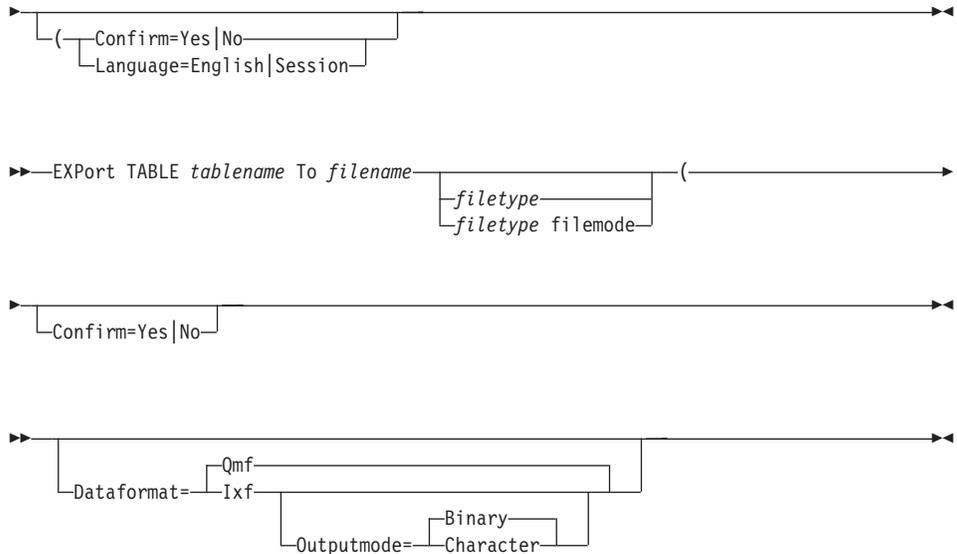 ( Confirm=Yes|No
Language=English|Session
EXPort TABLE tablename To filename (
filetype
filetype filemode
Confirm=Yes|No
Qmf
Dataformat= Ixf
Binary
Outputmode= Character